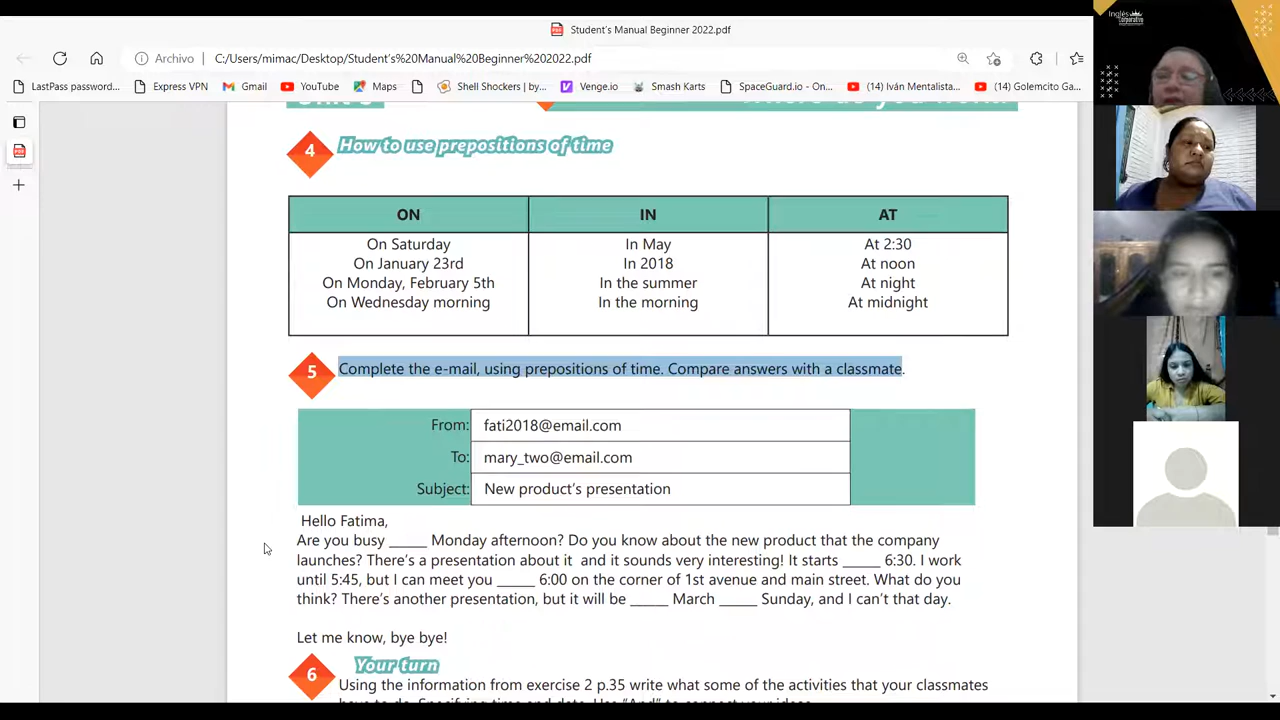 Student's Manual Beginner 2022.pdf
Archivo C:/Users/mimac/Desktop/Student's%20Manual%20Beginner%202022.pdf
LastPass password... Express VPN Gmail YouTube Maps Shell Shockers | by... Venge.io Smash Karts SpaceGuard.io - On... (14) Iván Mentalista... (14) Golemcito Ga...
Inglés
Corporativo
4 How to use prepositions of time
ON IN AT
On Saturday In May At 2:30
On January 23rd In 2018 At noon
On Monday, February 5th In the summer At night
On Wednesday morning In the morning At midnight
5 Complete the e-mail, using prepositions of time. Compare answers with a classmate.
From: fati2018@email.com
To: mary_two@email.com
Subject: New product's presentation
Hello Fatima,
Are you busy _____ Monday afternoon? Do you know about the new product that the company
launches? There's a presentation about it and it sounds very interesting! It starts _____ 6:30. I work
until 5:45, but I can meet you _____ 6:00 on the corner of 1st avenue and main street. What do you
think? There's another presentation, but it will be _____ March _____ Sunday, and I can't that day.
Let me know, bye bye!
6 Your turn
Using the information from exercise 2 p.35 write what some of the activities that your classmates